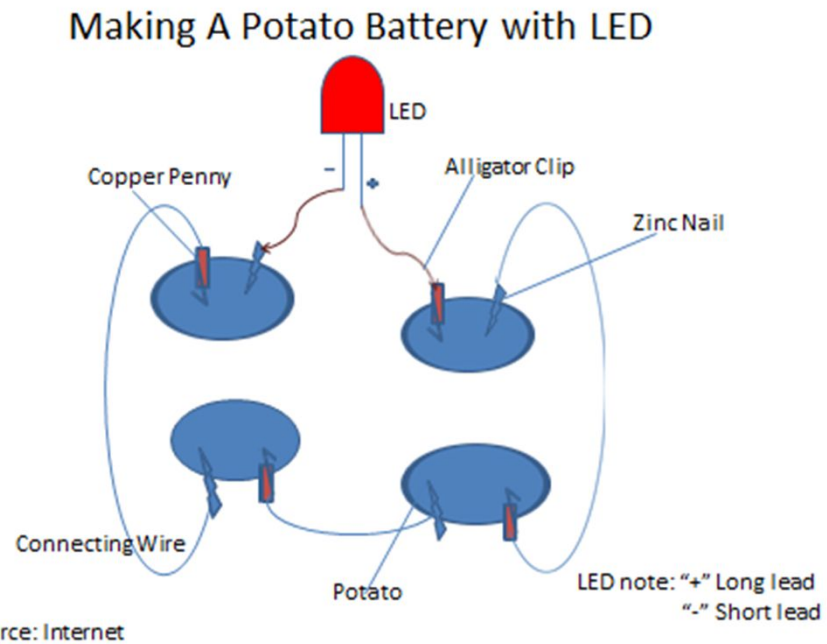 Making A Potato Battery with LED
LED
−
+
Copper Penny
Alligator Clip
Zinc Nail
Connecting Wire
Potato
LED note: “+” Long lead
“-” Short lead
rce: Internet